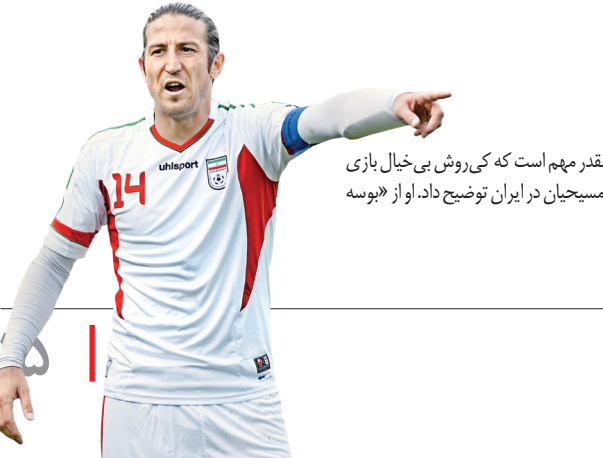 قدر مهم است که کی‌روش بی‌خیال بازی
مسیحیان در ایران توضیح داد. او از «بوسه
uhlsport
14
۵